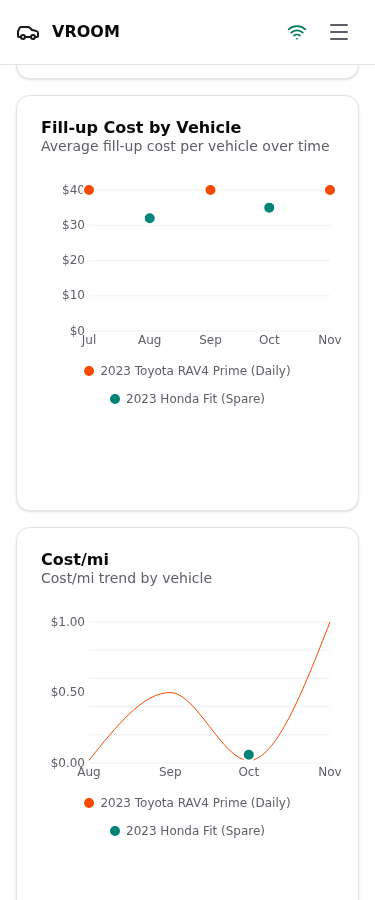 VROOM
Fill-up Cost by Vehicle
Average fill-up cost per vehicle over time
$40
$30
$20
$10
$0
Jul Aug Sep Oct Nov
2023 Toyota RAV4 Prime (Daily)
2023 Honda Fit (Spare)
Cost/mi
Cost/mi trend by vehicle
$1.00
$0.50
$0.00
Aug Sep Oct Nov
2023 Toyota RAV4 Prime (Daily)
2023 Honda Fit (Spare)